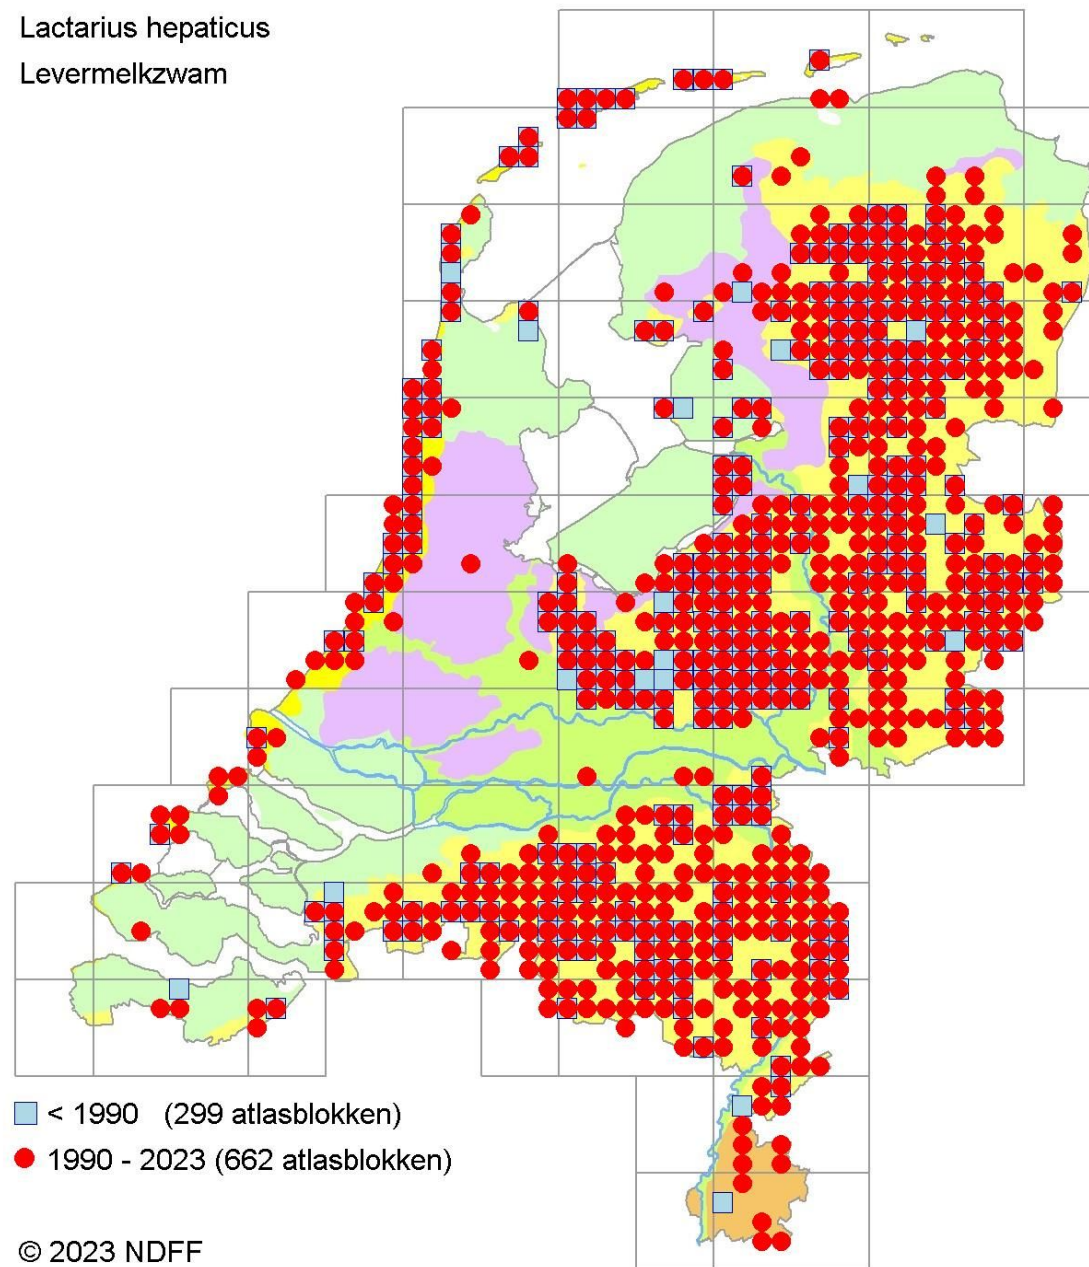 Lactarius hepaticus
Levermelkzwam
< 1990 (299 atlasblokken)
1990 - 2023 (662 atlasblokken)
© 2023 NDFF